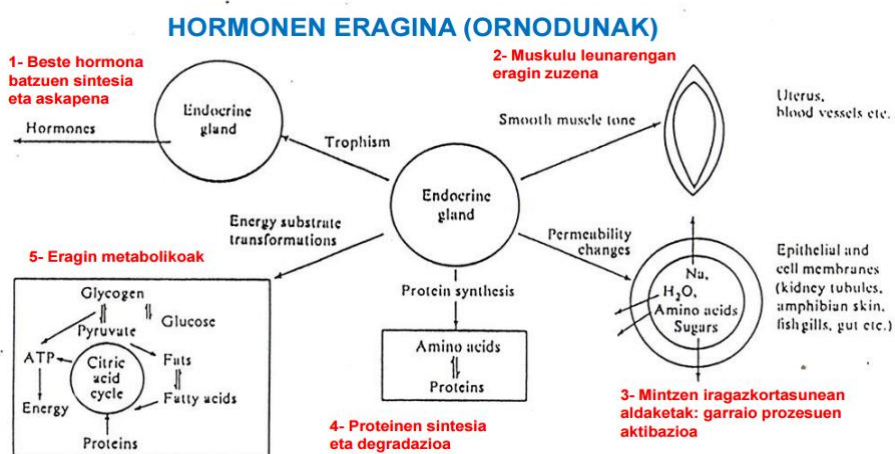 HORMONEN ERAGINA (ORNODUNAK)
1- Beste hormona
batzuen sintesia
eta askapena
Hormones
Endocrine
gland
Trophism
2- Muskulu leunarengan
eragin zuzena
Smooth muscle tone
Uterus,
blood vessels etc.
Endocrine
gland
Energy substrate
transformations
Permeability
changes
5- Eragin metabolikoak
Glycogen
Glucose
Pyruvate
ATP
Citric
acid
cycle
Fats
Fatty acids
Energy
Proteins
Protein synthesis
Amino acids
Proteins
4- Proteinen sintesia
eta degradazioa
Na,
H₂O,
Amino acids
Sugars
Epithelial and
cell membranes
(kidney tubules,
amphibian skin,
fish gills, gut etc.)
3- Mintzen iragazkortasunean
aldaketak: garraio prozesuen
aktibazioa